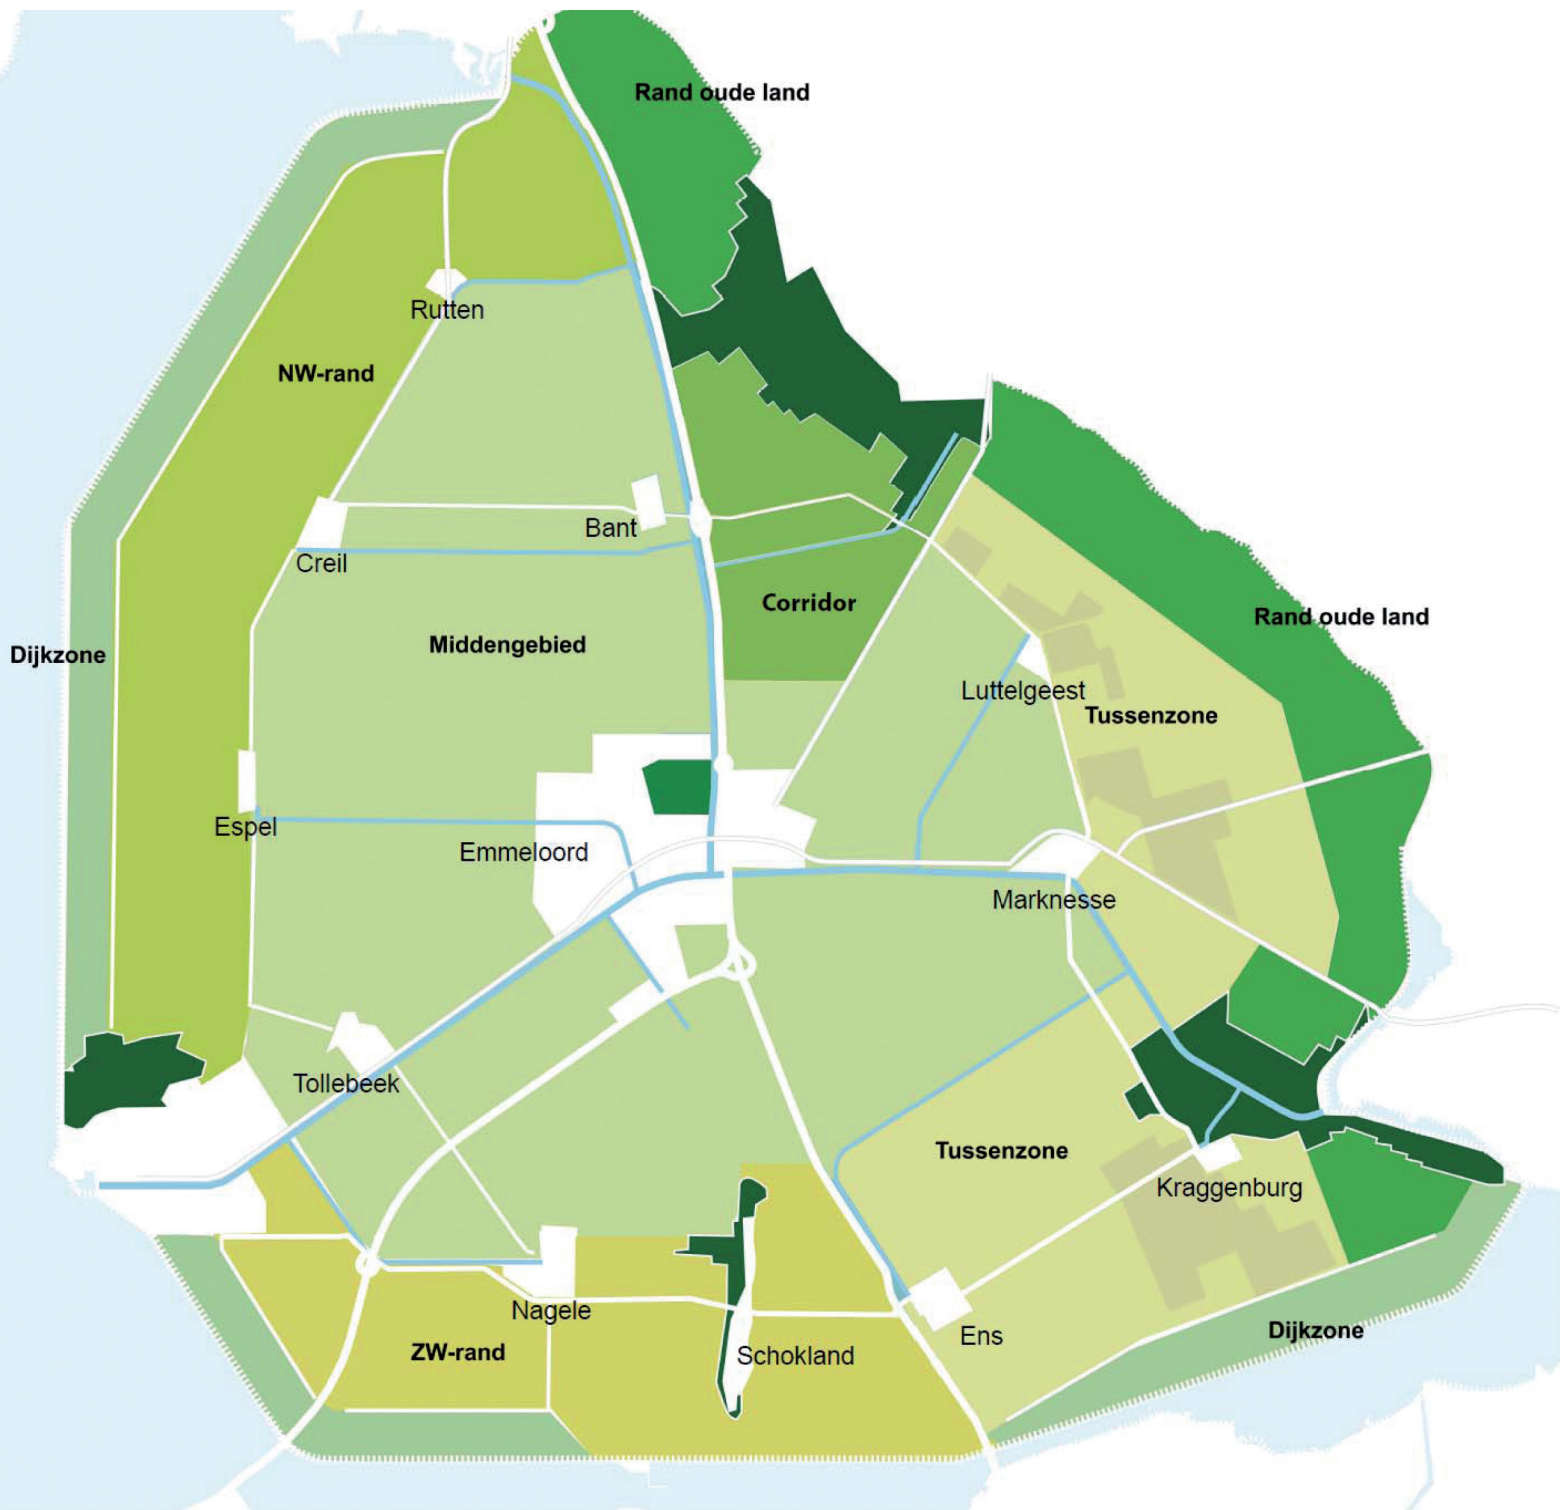 Rand oude land
Rutten
NW-rand
Bant
Creil
Corridor
Rand oude land
Middengebied
Dijkzone
Luttelgeest
Tussenzone
Espel
Emmeloord
Marknesse
Tollebeek
Tussenzone
Kraggenburg
Nagele
Ens
Dijkzone
ZW-rand
Schokland